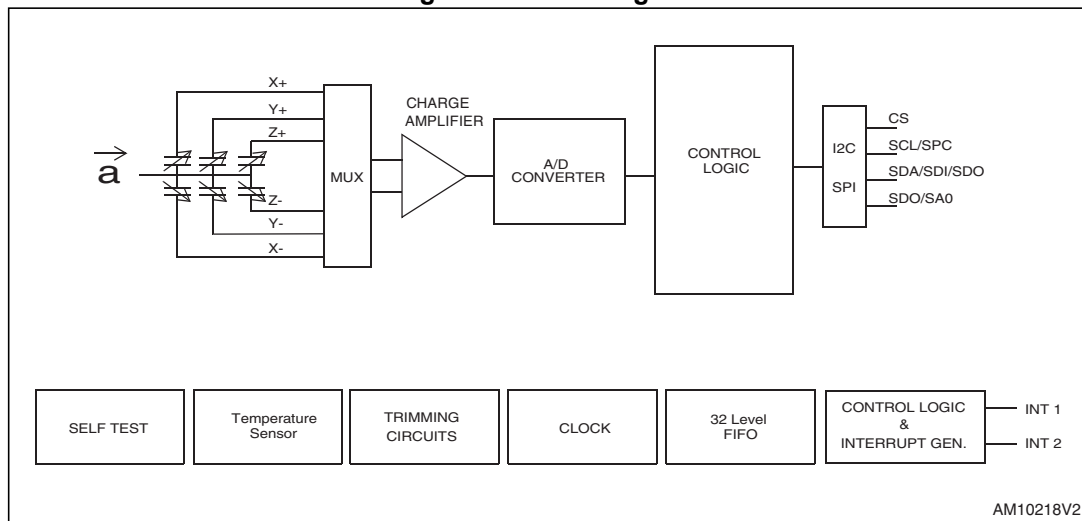 X+
Y+
Z+
a
Z-
Y-
X-
MUX
CHARGE
AMPLIFIER
A/D
CONVERTER
CONTROL
LOGIC
I2C
SPI
CS
SCL/SPC
SDA/SDI/SDO
SDO/SA0
SELF TEST
Temperature
Sensor
TRIMMING
CIRCUITS
CLOCK
32 Level
FIFO
CONTROL LOGIC
&
INTERRUPT GEN.
INT 1
INT 2
AM10218V2